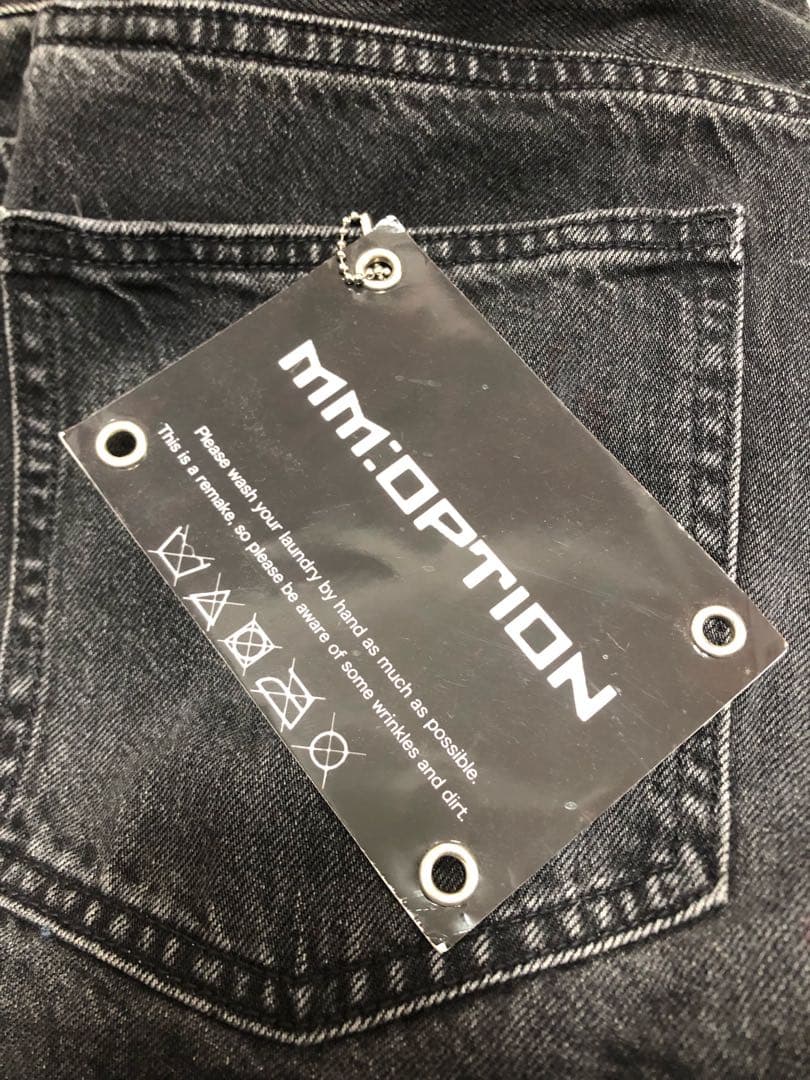 MM:OPTION
Please wash your laundry by hand as much as possible.
This is a remake, so please be aware of some wrinkles and dirt.